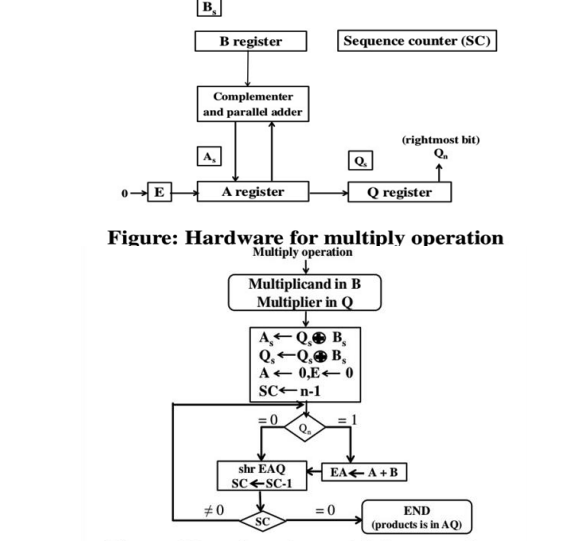 Bs
B register
Sequence counter (SC)
Complementer
and parallel adder
(rightmost bit)
As
Qs
Qn
0
E
A register
Q register
Figure: Hardware for multiply operation
Multiply operation
Multiplicand in B
Multiplier in Q
As ← Qs ⊕ Bs
Qs ← Qs ⊕ Bs
A ← 0,E ← 0
SC ← n-1
= 0
Qn
= 1
shr EAQ
SC ← SC-1
EA ← A + B
≠ 0
SC
= 0
END
(products is in AQ)